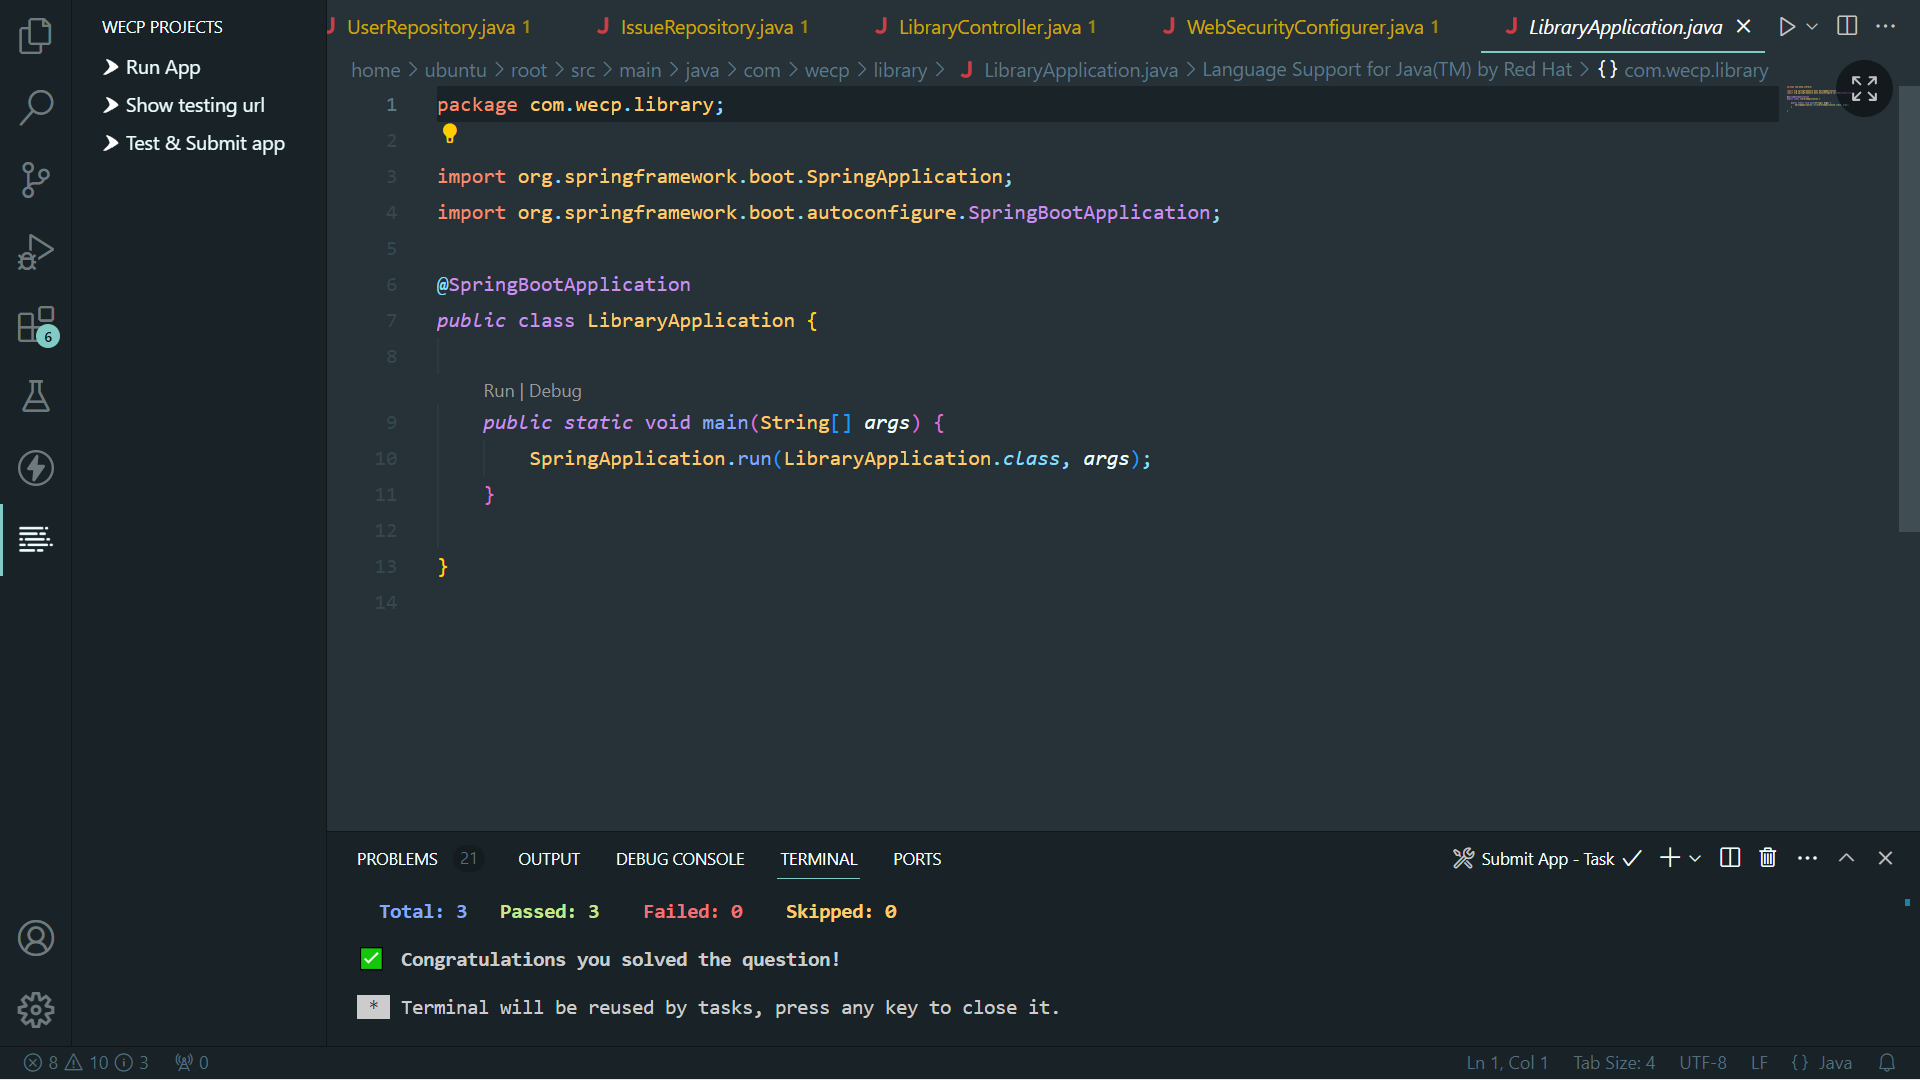 WECP PROJECTS
Run App
Show testing url
Test & Submit app
6
UserRepository.java 1
IssueRepository.java 1
LibraryController.java 1
WebSecurityConfigurer.java 1
LibraryApplication.java
home > ubuntu > root > src > main > java > com > wecp > library > LibraryApplication.java > Language Support for Java(TM) by Red Hat > {} com.wecp.library
1 package com.wecp.library;
2
3 import org.springframework.boot.SpringApplication;
4 import org.springframework.boot.autoconfigure.SpringBootApplication;
5
6 @SpringBootApplication
7 public class LibraryApplication {
8
Run | Debug
9 public static void main(String[] args) {
10 SpringApplication.run(LibraryApplication.class, args);
11 }
12
13 }
14
PROBLEMS 21 OUTPUT DEBUG CONSOLE TERMINAL PORTS
Submit App - Task
Total: 3 Passed: 3 Failed: 0 Skipped: 0
Congratulations you solved the question!
* Terminal will be reused by tasks, press any key to close it.
8 10 3 0
Ln 1, Col 1 Tab Size: 4 UTF-8 LF {} Java